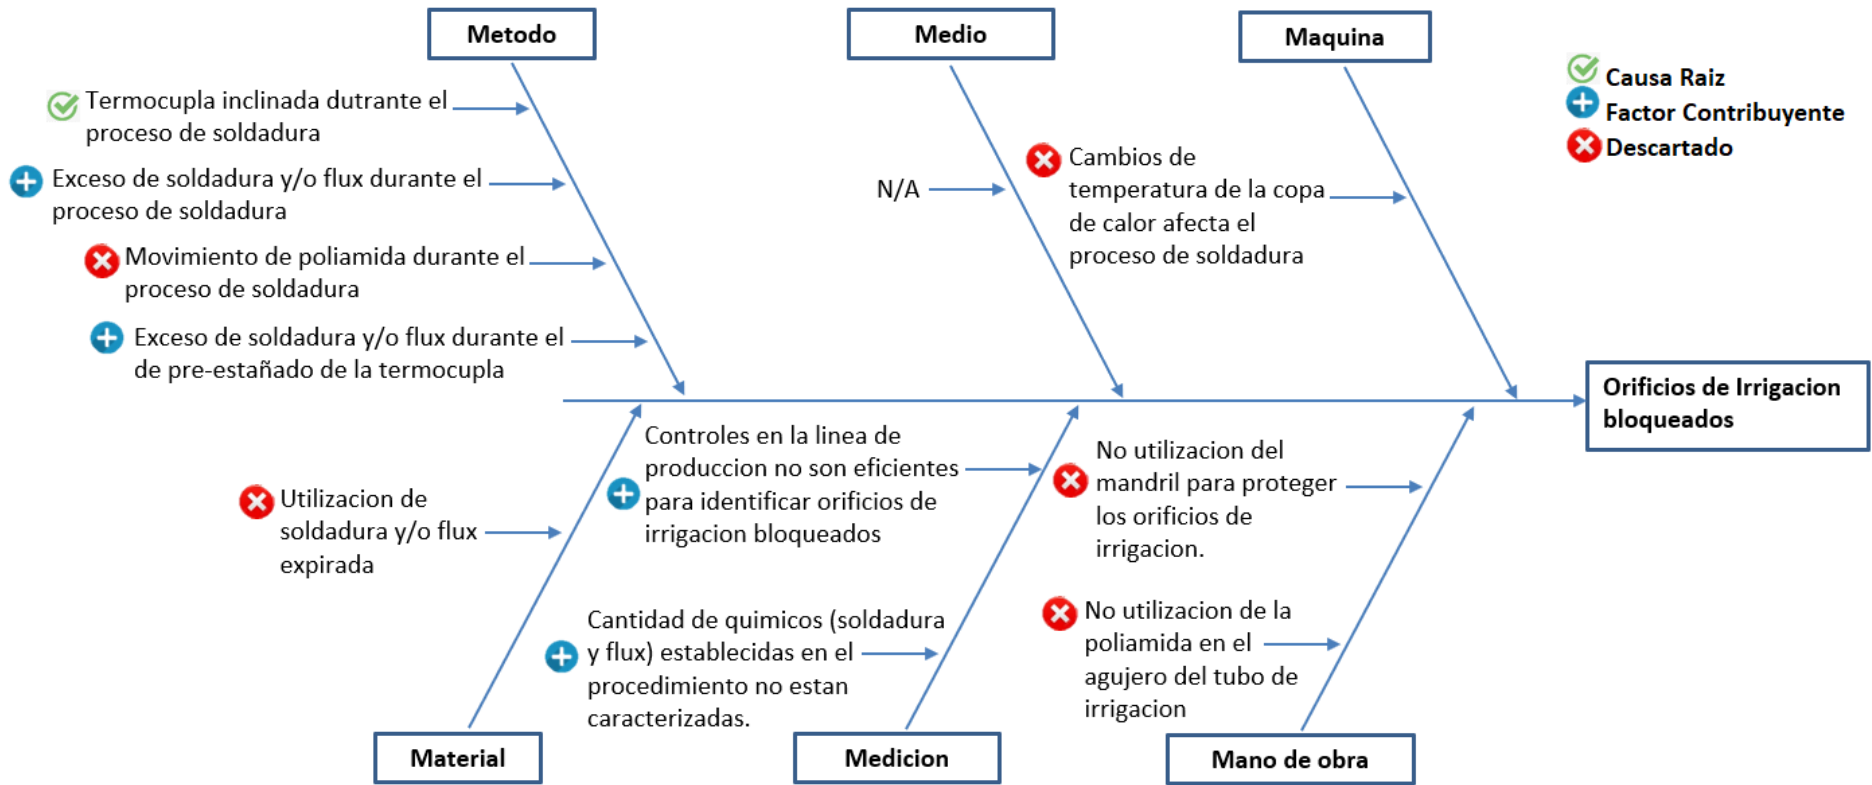 Metodo
Medio
Maquina
Causa Raiz
Factor Contribuyente
Descartado
Termocupla inclinada dutrante el
proceso de soldadura
Exceso de soldadura y/o flux durante el
proceso de soldadura
Movimiento de poliamida durante el
proceso de soldadura
Exceso de soldadura y/o flux durante el
de pre-estañado de la termocupla
N/A
Cambios de
temperatura de la copa
de calor afecta el
proceso de soldadura
Orificios de Irrigacion
bloqueados
Utilizacion de
soldadura y/o flux
expirada
Controles en la linea de
produccion no son eficientes
para identificar orificios de
irrigacion bloqueados
Cantidad de quimicos (soldadura
y flux) establecidas en el
procedimiento no estan
caracterizadas.
No utilizacion del
mandril para proteger
los orificios de
irrigacion.
No utilizacion de la
poliamida en el
agujero del tubo de
irrigacion
Material
Medicion
Mano de obra